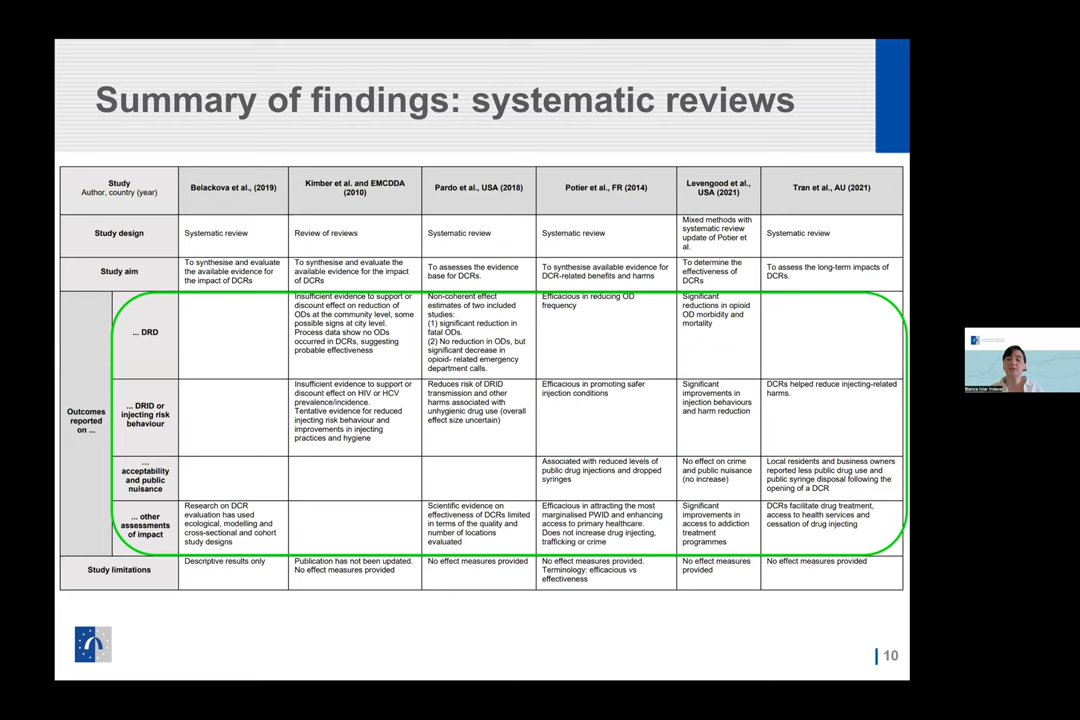 Summary of findings: systematic reviews
Study
Author, country (year)
Belackova et al., (2019)
Kimber et al. and EMCDDA
(2010)
Pardo et al., USA (2018)
Potier et al., FR (2014)
Levengood et al.,
USA (2021)
Tran et al., AU (2021)
Study design
Systematic review
Review of reviews
Systematic review
Systematic review
Mixed methods with
systematic review
update of Potier et
al.
Systematic review
Study aim
To synthesise and evaluate
the available evidence for
the impact of DCRs
To synthesise and evaluate the
available evidence for the impact
of DCRs
To assesses the evidence
base for DCRs.
To synthesise available evidence for
DCR-related benefits and harms
To determine the
effectiveness of
DCRs
To assess the long-term impacts of
DCRs.
Outcomes
reported
on ...
... DRD
Insufficient evidence to support or
discount effect on reduction of
ODs at the community level, some
possible signs at city level.
Process data show no ODs
occurred in DCRs, suggesting
probable effectiveness
Non-coherent effect
estimates of two included
studies:
(1) significant reduction in
fatal ODs.
(2) No reduction in ODs, but
significant decrease in
opioid- related emergency
department calls.
Efficacious in reducing OD
frequency
Significant
reductions in opioid
OD morbidity and
mortality
... DRID or
injecting risk
behaviour
Insufficient evidence to support or
discount effect on HIV or HCV
prevalence/incidence.
Tentative evidence for reduced
injecting risk behaviour and
improvements in injecting
practices and hygiene
Reduces risk of DRID
transmission and other
harms associated with
unhygienic drug use (overall
effect size uncertain)
Efficacious in promoting safer
injection conditions
Significant
improvements in
injection behaviours
and harm reduction
DCRs helped reduce injecting-related
harms.
...
acceptability
and public
nuisance
Associated with reduced levels of
public drug injections and dropped
syringes
No effect on crime
and public nuisance
(no increase)
Local residents and business owners
reported less public drug use and
public syringe disposal following the
opening of a DCR
... other
assessments
of impact
Research on DCR
evaluation has used
ecological, modelling and
cross-sectional and cohort
study designs
Scientific evidence on
effectiveness of DCRs limited
in terms of the quality and
number of locations
evaluated
Efficacious in attracting the most
marginalised PWID and enhancing
access to primary healthcare.
Does not increase drug injecting,
trafficking or crime
Significant
improvements in
access to addiction
treatment
programmes
DCRs facilitate drug treatment,
access to health services and
cessation of drug injecting
Study limitations
Descriptive results only
Publication has not been updated.
No effect measures provided
No effect measures provided
No effect measures provided.
Terminology: efficacious vs
effectiveness
No effect measures
provided
No effect measures provided
10